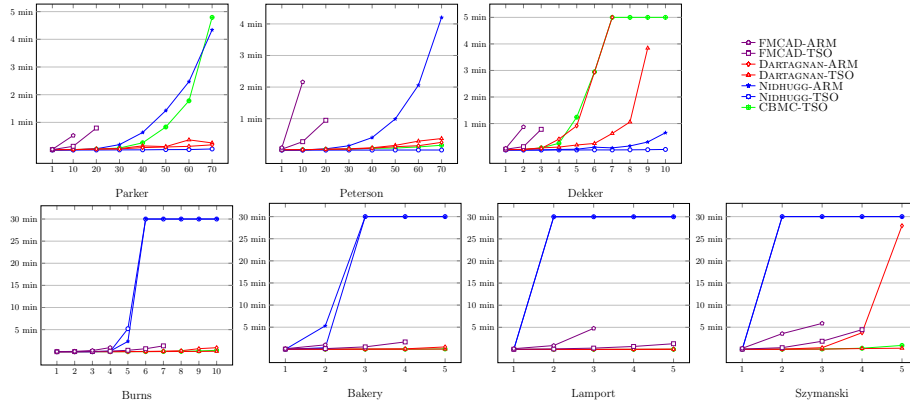 5 min
4 min
3 min
2 min
1 min
1 10 20 30 40 50 60 70
Parker
4 min
3 min
2 min
1 min
1 10 20 30 40 50 60 70
Peterson
5 min
4 min
3 min
2 min
1 min
1 2 3 4 5 6 7 8 9 10
Dekker
FMCAD-ARM
FMCAD-TSO
DARTAGNAN-ARM
DARTAGNAN-TSO
NIDHUGG-ARM
NIDHUGG-TSO
CBMC-TSO
30 min
25 min
20 min
15 min
10 min
5 min
1 2 3 4 5 6 7 8 9 10
Burns
30 min
25 min
20 min
15 min
10 min
5 min
1 2 3 4 5
Bakery
30 min
25 min
20 min
15 min
10 min
5 min
1 2 3 4 5
Lamport
30 min
25 min
20 min
15 min
10 min
5 min
1 2 3 4 5
Szymanski